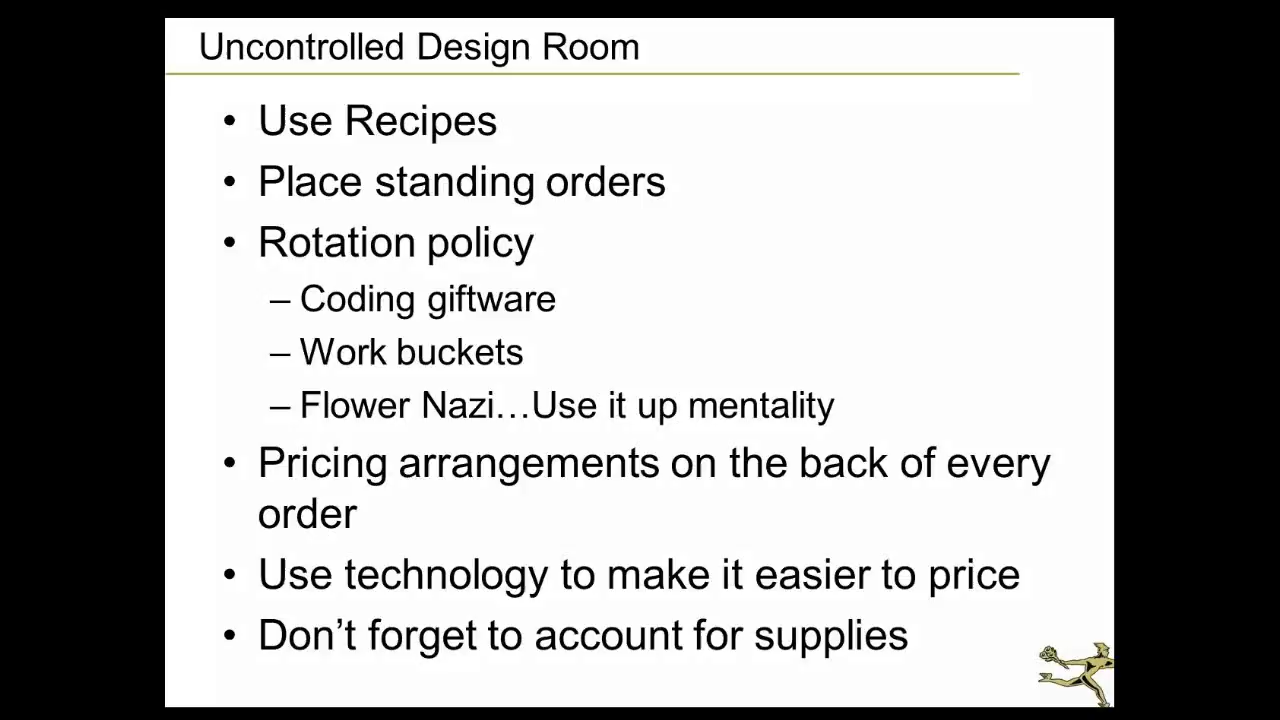 Uncontrolled Design Room
• Use Recipes
• Place standing orders
• Rotation policy
– Coding giftware
– Work buckets
– Flower Nazi…Use it up mentality
• Pricing arrangements on the back of every
order
• Use technology to make it easier to price
• Don’t forget to account for supplies